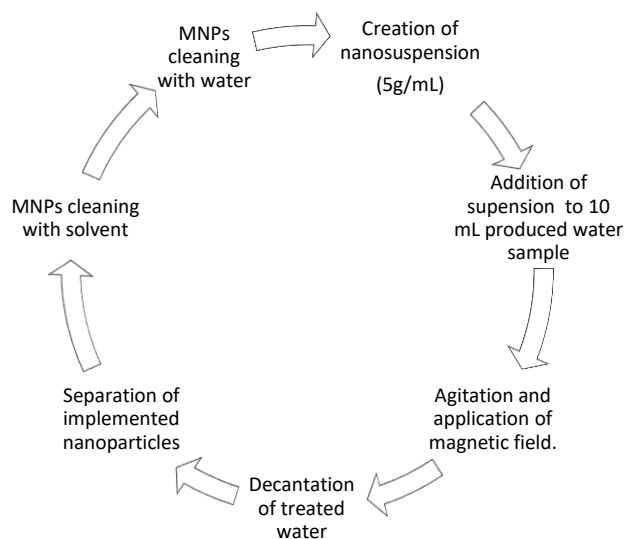 MNPs
cleaning
with water
Creation of
nanosuspension
(5g/mL)
Addition of
supension to 10
mL produced water
sample
Agitation and
application of
magnetic field.
Decantation
of treated
water
Separation of
implemented
nanoparticles
MNPs cleaning
with solvent